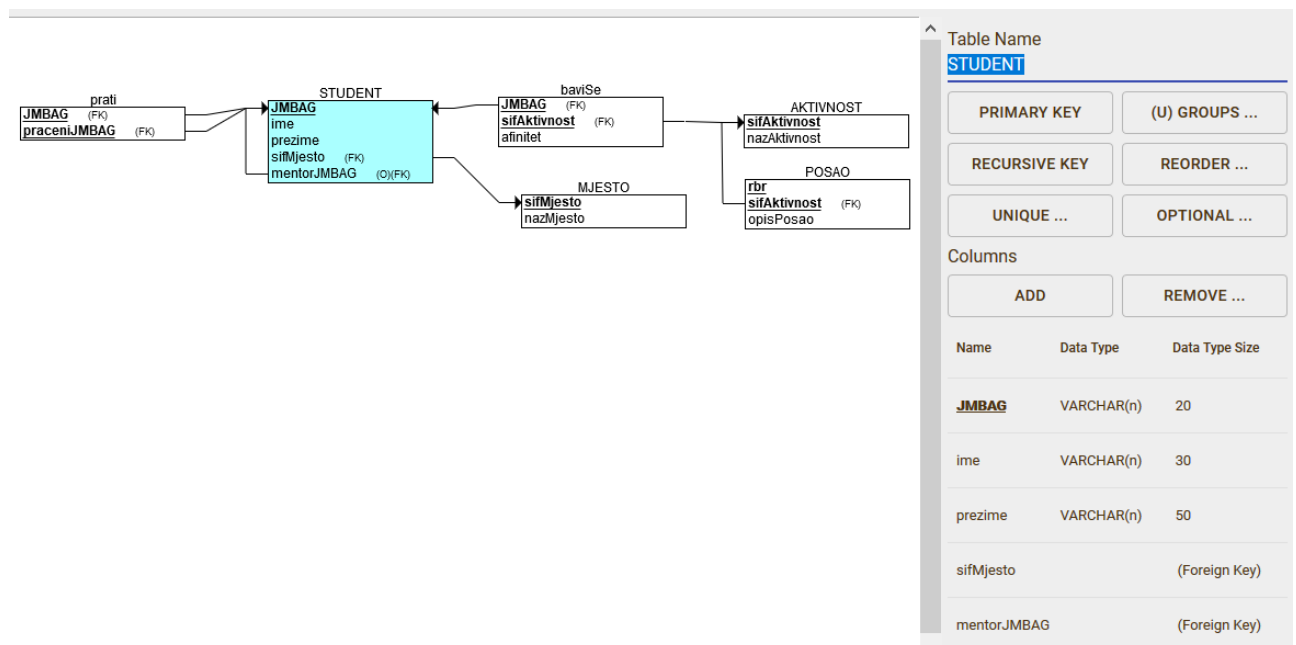 prati
JMBAG (FK)
praceniJMBAG (FK)
STUDENT
JMBAG
ime
prezime
sifMjesto (FK)
mentorJMBAG (O)(FK)
baviSe
JMBAG (FK)
sifAktivnost (FK)
afinitet
MJESTO
sifMjesto
nazMjesto
AKTIVNOST
sifAktivnost
nazAktivnost
POSAO
rbr
sifAktivnost (FK)
opisPosao
Table Name
STUDENT
PRIMARY KEY (U) GROUPS ...
RECURSIVE KEY REORDER ...
UNIQUE ... OPTIONAL ...
Columns
ADD REMOVE ...
Name Data Type Data Type Size
JMBAG VARCHAR(n) 20
ime VARCHAR(n) 30
prezime VARCHAR(n) 50
sifMjesto (Foreign Key)
mentorJMBAG (Foreign Key)